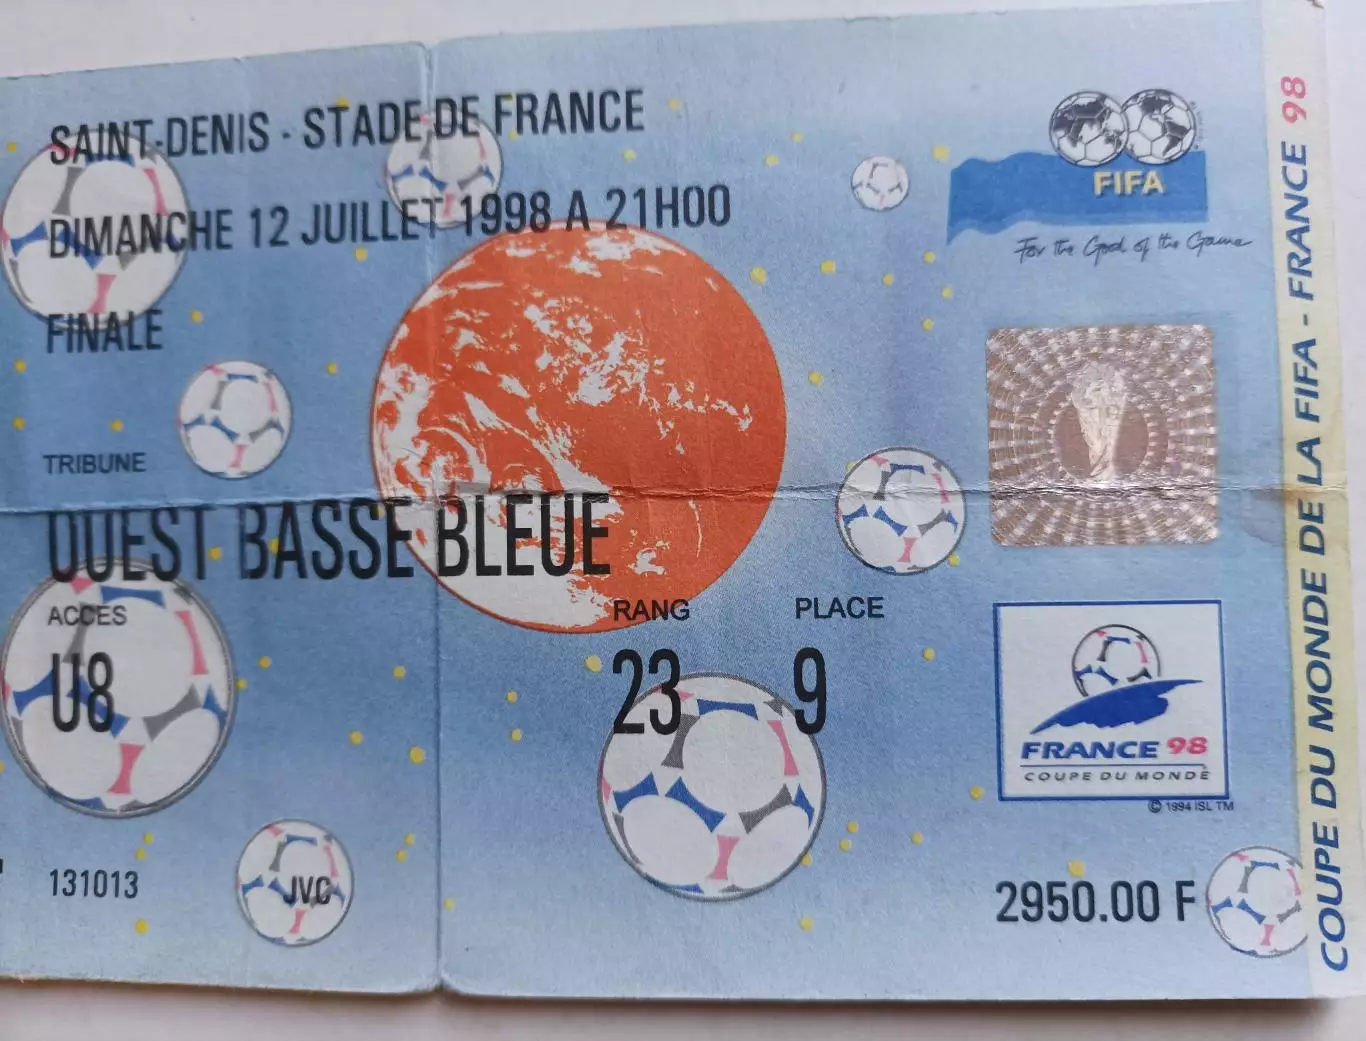 SAINT-DENIS - STADE DE FRANCE
DIMANCHE 12 JUILLET 1998 A 21H00
FINALE
TRIBUNE
OUEST BASSE BLEUE
ACCES
U8
RANG
23
PLACE
9
131013
JVC
2950.00 F
FIFA
For the Good of the Game
FRANCE 98
COUPE DU MONDE
© 1994 ISL TM
COUPE DU MONDE DE LA FIFA - FRANCE 98